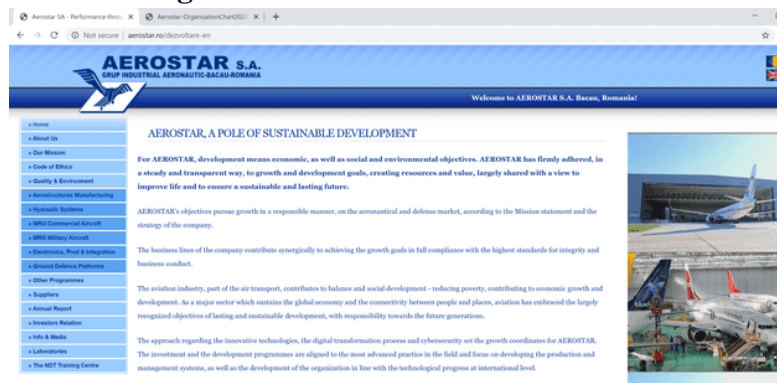 Aerostar SA - Performance throu
Aerostar-OrganisationChart2020
Not secure | aerostar.ro/dezvoltare-en
AEROSTAR S.A.
GRUP INDUSTRIAL AERONAUTIC-BACAU-ROMANIA
Welcome to AEROSTAR S.A. Bacau, Romania!
» Home
» About Us
» Our Mission
» Code of Ethics
» Quality & Environment
» Aerostructures Manufacturing
» Hydraulic Systems
» MRO Commercial Aircraft
» MRO Military Aircraft
» Electronics, Prod & Integration
» Ground Defence Platforms
» Other Programmes
» Suppliers
» Annual Report
» Investors Relation
» Info & Media
» Laboratories
» The NDT Training Centre
AEROSTAR, A POLE OF SUSTAINABLE DEVELOPMENT
For AEROSTAR, development means economic, as well as social and environmental objectives. AEROSTAR has firmly adhered, in
a steady and transparent way, to growth and development goals, creating resources and value, largely shared with a view to
improve life and to ensure a sustainable and lasting future.
AEROSTAR's objectives pursue growth in a responsible manner, on the aeronautical and defense market, according to the Mission statement and the
strategy of the company.
The business lines of the company contribute synergically to achieving the growth goals in full compliance with the highest standards for integrity and
business conduct.
The aviation industry, part of the air transport, contributes to balance and social development - reducing poverty, contributing to economic growth and
development. As a major sector which sustains the global economy and the connectivity between people and places, aviation has embraced the largely
recognized objectives of lasting and sustainable development, with responsibility towards the future generations.
The approach regarding the innovative technologies, the digital transformation process and cybersecurity set the growth coordinates for AEROSTAR.
The investment and the development programmes are aligned to the most advanced practice in the field and focus on developing the production and
management systems, as well as the development of the organization in line with the technological progress at international level.